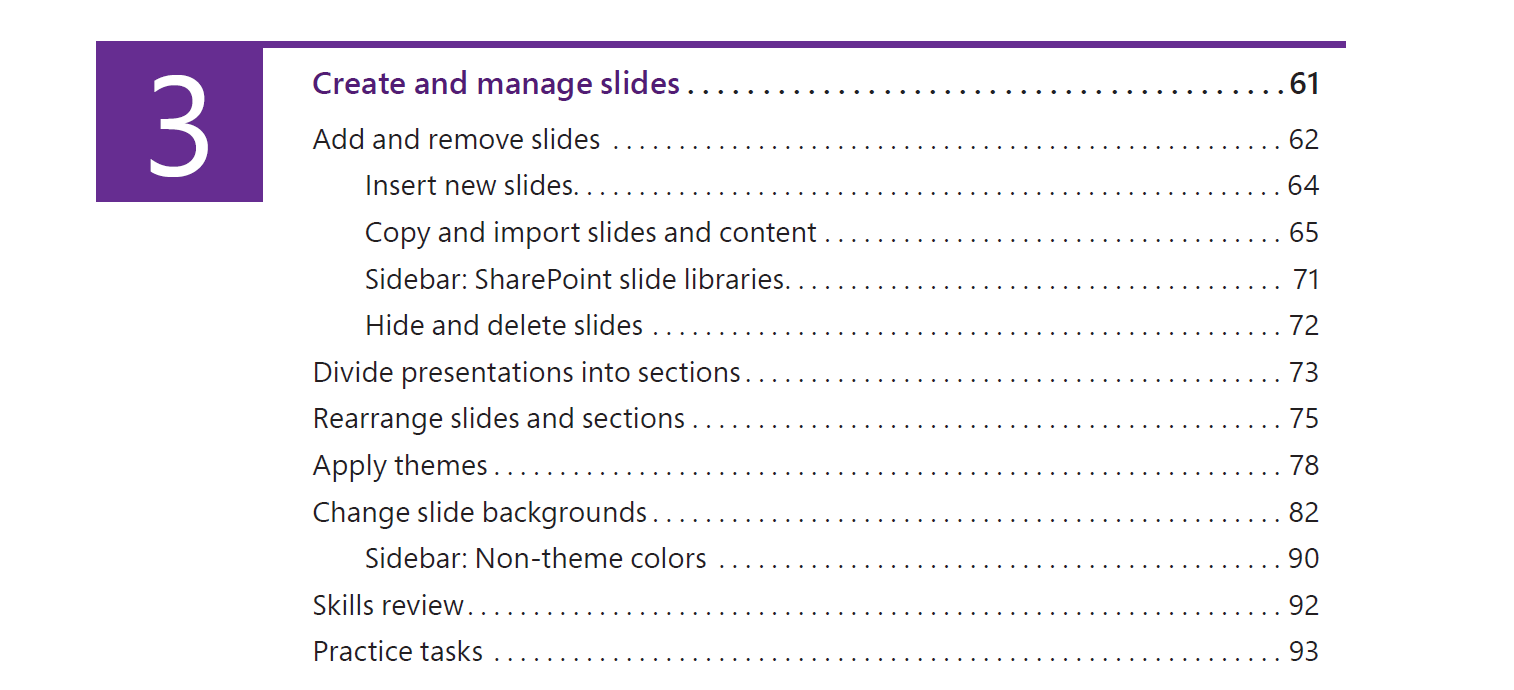 3
Create and manage slides . . . . . . . . . . . . . . . . . . . . . . . . . . . . . . . . . . . . . . . . 61
Add and remove slides . . . . . . . . . . . . . . . . . . . . . . . . . . . . . . . . . . . . . . . . . . . . . . . . . . . 62
Insert new slides. . . . . . . . . . . . . . . . . . . . . . . . . . . . . . . . . . . . . . . . . . . . . . . . . . . . . . 64
Copy and import slides and content . . . . . . . . . . . . . . . . . . . . . . . . . . . . . . . . . . . 65
Sidebar: SharePoint slide libraries. . . . . . . . . . . . . . . . . . . . . . . . . . . . . . . . . . . . . . 71
Hide and delete slides . . . . . . . . . . . . . . . . . . . . . . . . . . . . . . . . . . . . . . . . . . . . . . . . 72
Divide presentations into sections . . . . . . . . . . . . . . . . . . . . . . . . . . . . . . . . . . . . . . . . . 73
Rearrange slides and sections . . . . . . . . . . . . . . . . . . . . . . . . . . . . . . . . . . . . . . . . . . . . . 75
Apply themes . . . . . . . . . . . . . . . . . . . . . . . . . . . . . . . . . . . . . . . . . . . . . . . . . . . . . . . . . . . . 78
Change slide backgrounds . . . . . . . . . . . . . . . . . . . . . . . . . . . . . . . . . . . . . . . . . . . . . . . . 82
Sidebar: Non-theme colors . . . . . . . . . . . . . . . . . . . . . . . . . . . . . . . . . . . . . . . . . . . 90
Skills review . . . . . . . . . . . . . . . . . . . . . . . . . . . . . . . . . . . . . . . . . . . . . . . . . . . . . . . . . . . . . . 92
Practice tasks . . . . . . . . . . . . . . . . . . . . . . . . . . . . . . . . . . . . . . . . . . . . . . . . . . . . . . . . . . . . 93